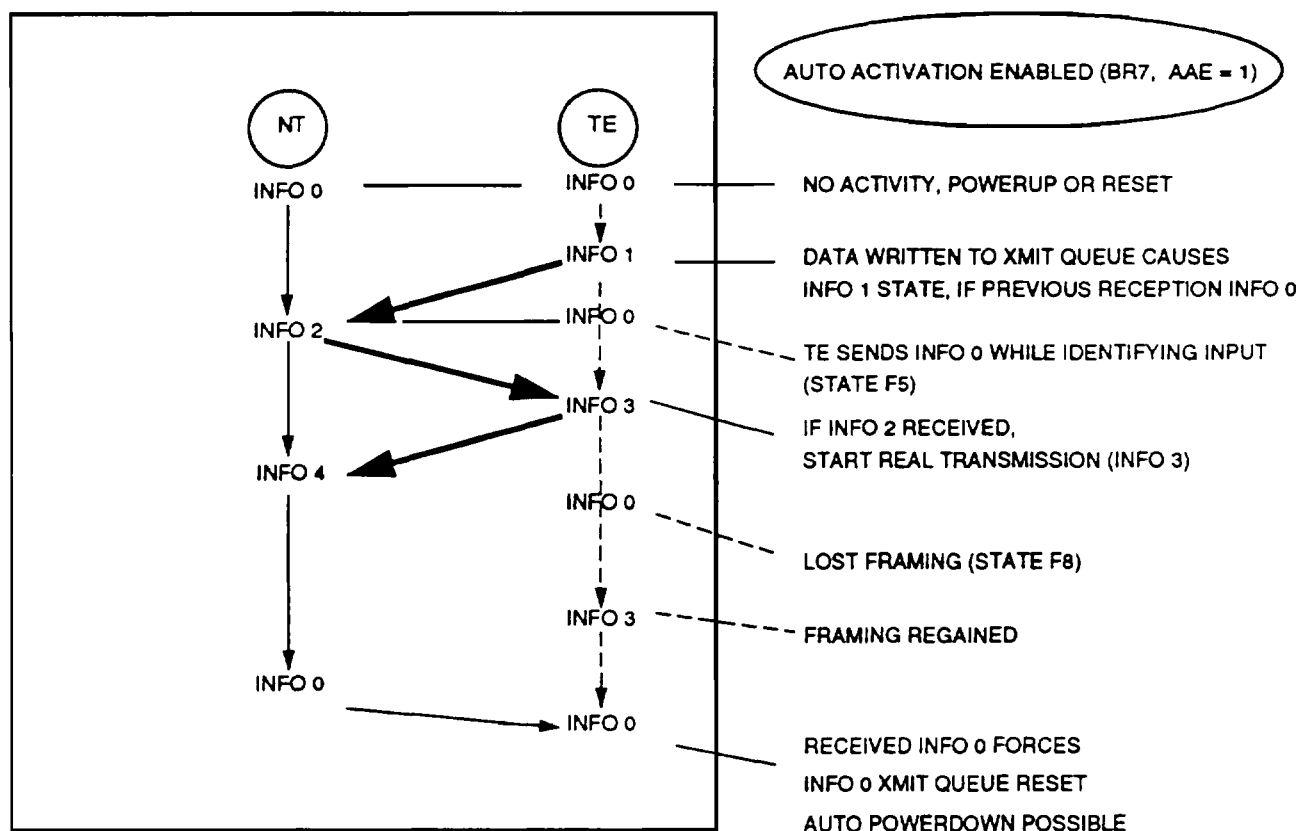 AUTO ACTIVATION ENABLED (BR7, AAE = 1)
NT
TE
INFO 0
INFO 0
NO ACTIVITY, POWERUP OR RESET
INFO 1
DATA WRITTEN TO XMIT QUEUE CAUSES
INFO 1 STATE, IF PREVIOUS RECEPTION INFO 0
INFO 2
INFO 0
TE SENDS INFO 0 WHILE IDENTIFYING INPUT
(STATE F5)
INFO 3
IF INFO 2 RECEIVED,
START REAL TRANSMISSION (INFO 3)
INFO 4
INFO 0
LOST FRAMING (STATE F8)
INFO 3
FRAMING REGAINED
INFO 0
INFO 0
RECEIVED INFO 0 FORCES
INFO 0 XMIT QUEUE RESET
AUTO POWERDOWN POSSIBLE